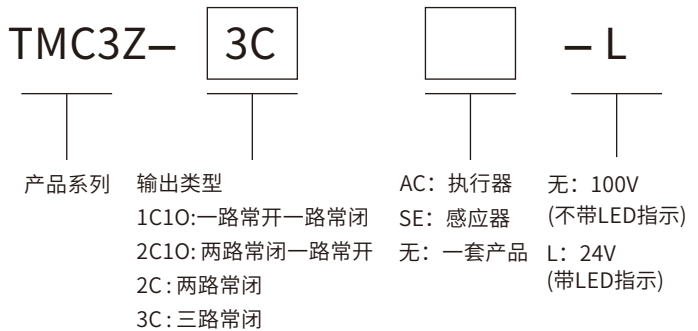 TMC3Z– 3C – L
产品系列
输出类型
1C1O:一路常开一路常闭
2C1O:两路常闭一路常开
2C:两路常闭
3C:三路常闭
AC：执行器
SE：感应器
无：一套产品
无：100V
(不带LED指示)
L：24V
(带LED指示)